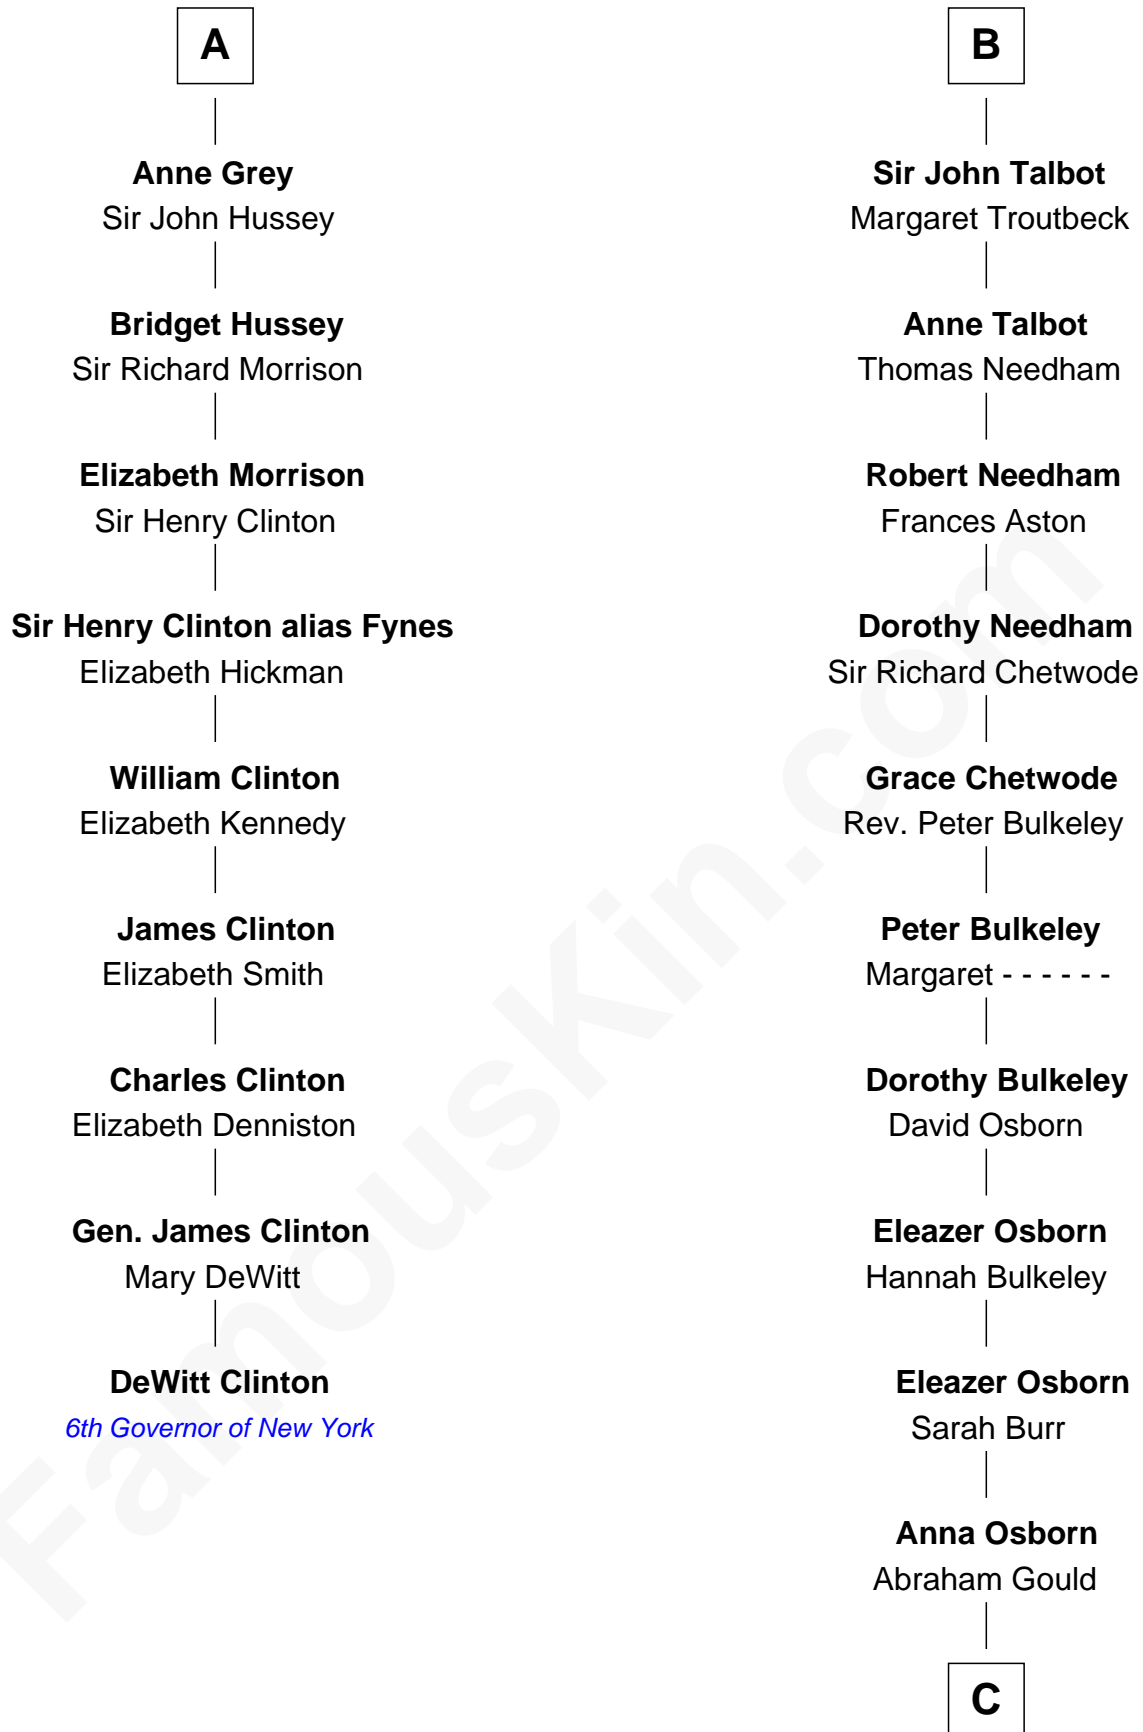 A
Anne Grey
Sir John Hussey
Bridget Hussey
Sir Richard Morrison
Elizabeth Morrison
Sir Henry Clinton
Sir Henry Clinton alias Fynes
Elizabeth Hickman
William Clinton
Elizabeth Kennedy
James Clinton
Elizabeth Smith
Charles Clinton
Elizabeth Denniston
Gen. James Clinton
Mary DeWitt
DeWitt Clinton
6th Governor of New York
B
Sir John Talbot
Margaret Troutbeck
Anne Talbot
Thomas Needham
Robert Needham
Frances Aston
Dorothy Needham
Sir Richard Chetwode
Grace Chetwode
Rev. Peter Bulkeley
Peter Bulkeley
Margaret - - - - - -
Dorothy Bulkeley
David Osborn
Eleazer Osborn
Hannah Bulkeley
Eleazer Osborn
Sarah Burr
Anna Osborn
Abraham Gould
C
FamousKin.com